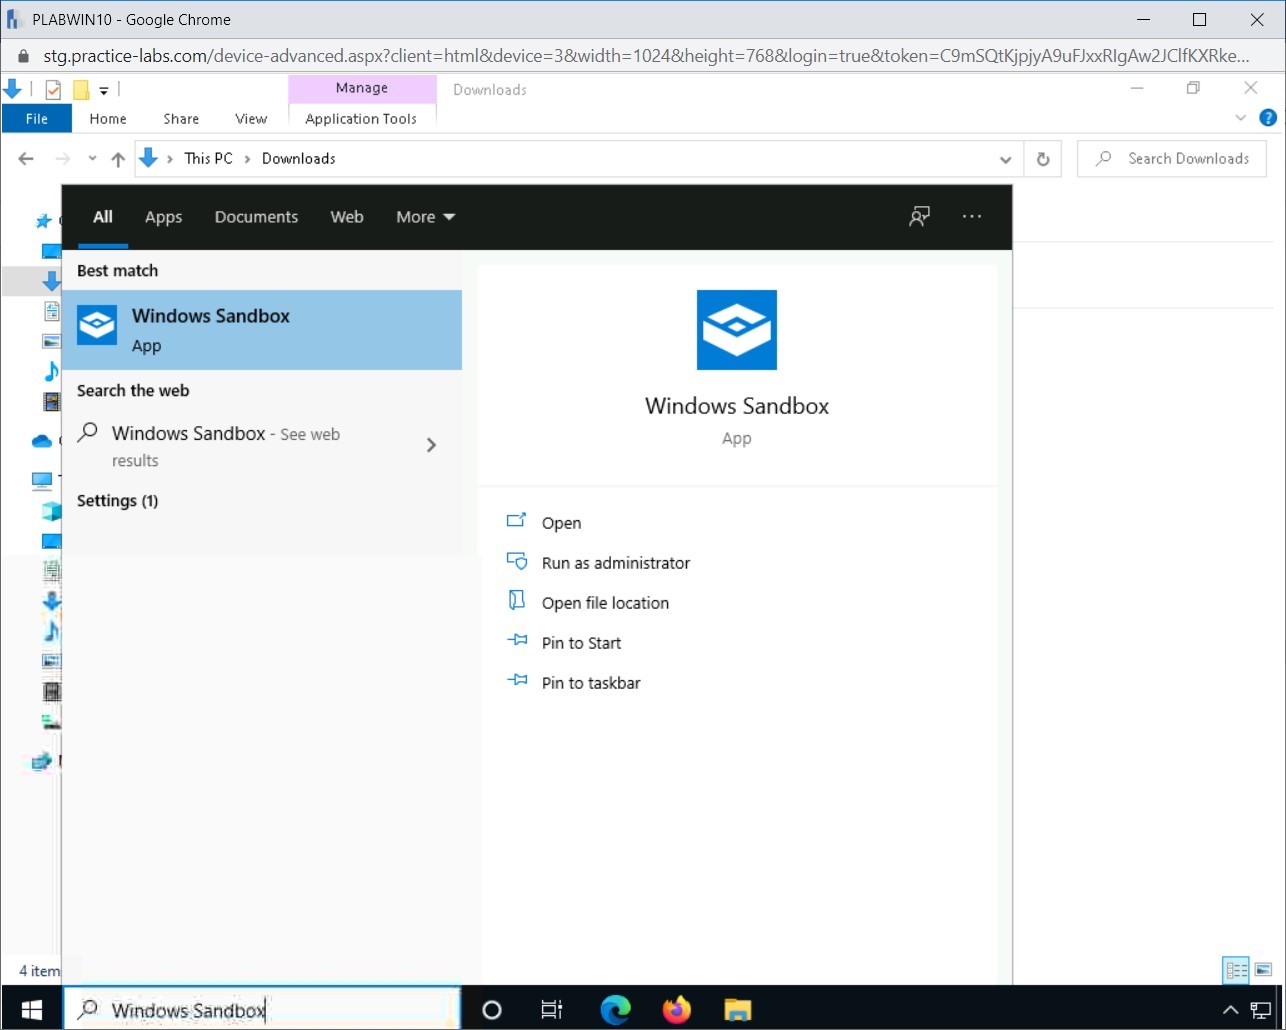 PLABWIN10 - Google Chrome
stg.practice-labs.com/device-advanced.aspx?client=html&device=3&width=1024&height=768&login=true&token=C9mSQtKjpjyA9uFJxxRIgAw2JClfKXRke...
Manage
Downloads
File
Home
Share
View
Application Tools
This PC > Downloads
Search Downloads
All
Apps
Documents
Web
More
Best match
Windows Sandbox
App
Search the web
Windows Sandbox - See web
results
Settings (1)
Windows Sandbox
App
Open
Run as administrator
Open file location
Pin to Start
Pin to taskbar
4 item
Windows Sandbox